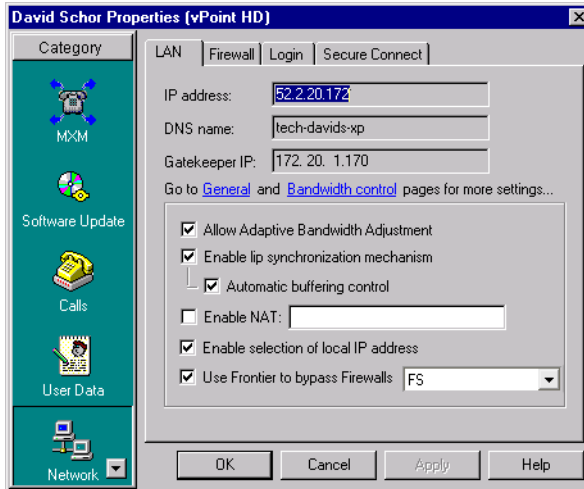 David Schor Properties (vPoint HD)
Category
MXM
Software Update
Calls
User Data
Network
LAN
Firewall
Login
Secure Connect
IP address: 52.2.20.172
DNS name: tech-davids-xp
Gatekeeper IP: 172. 20. 1.170
Go to General and Bandwidth control pages for more settings...
Allow Adaptive Bandwidth Adjustment
Enable lip synchronization mechanism
Automatic buffering control
Enable NAT:
Enable selection of local IP address
Use Frontier to bypass Firewalls FS
OK Cancel Apply Help